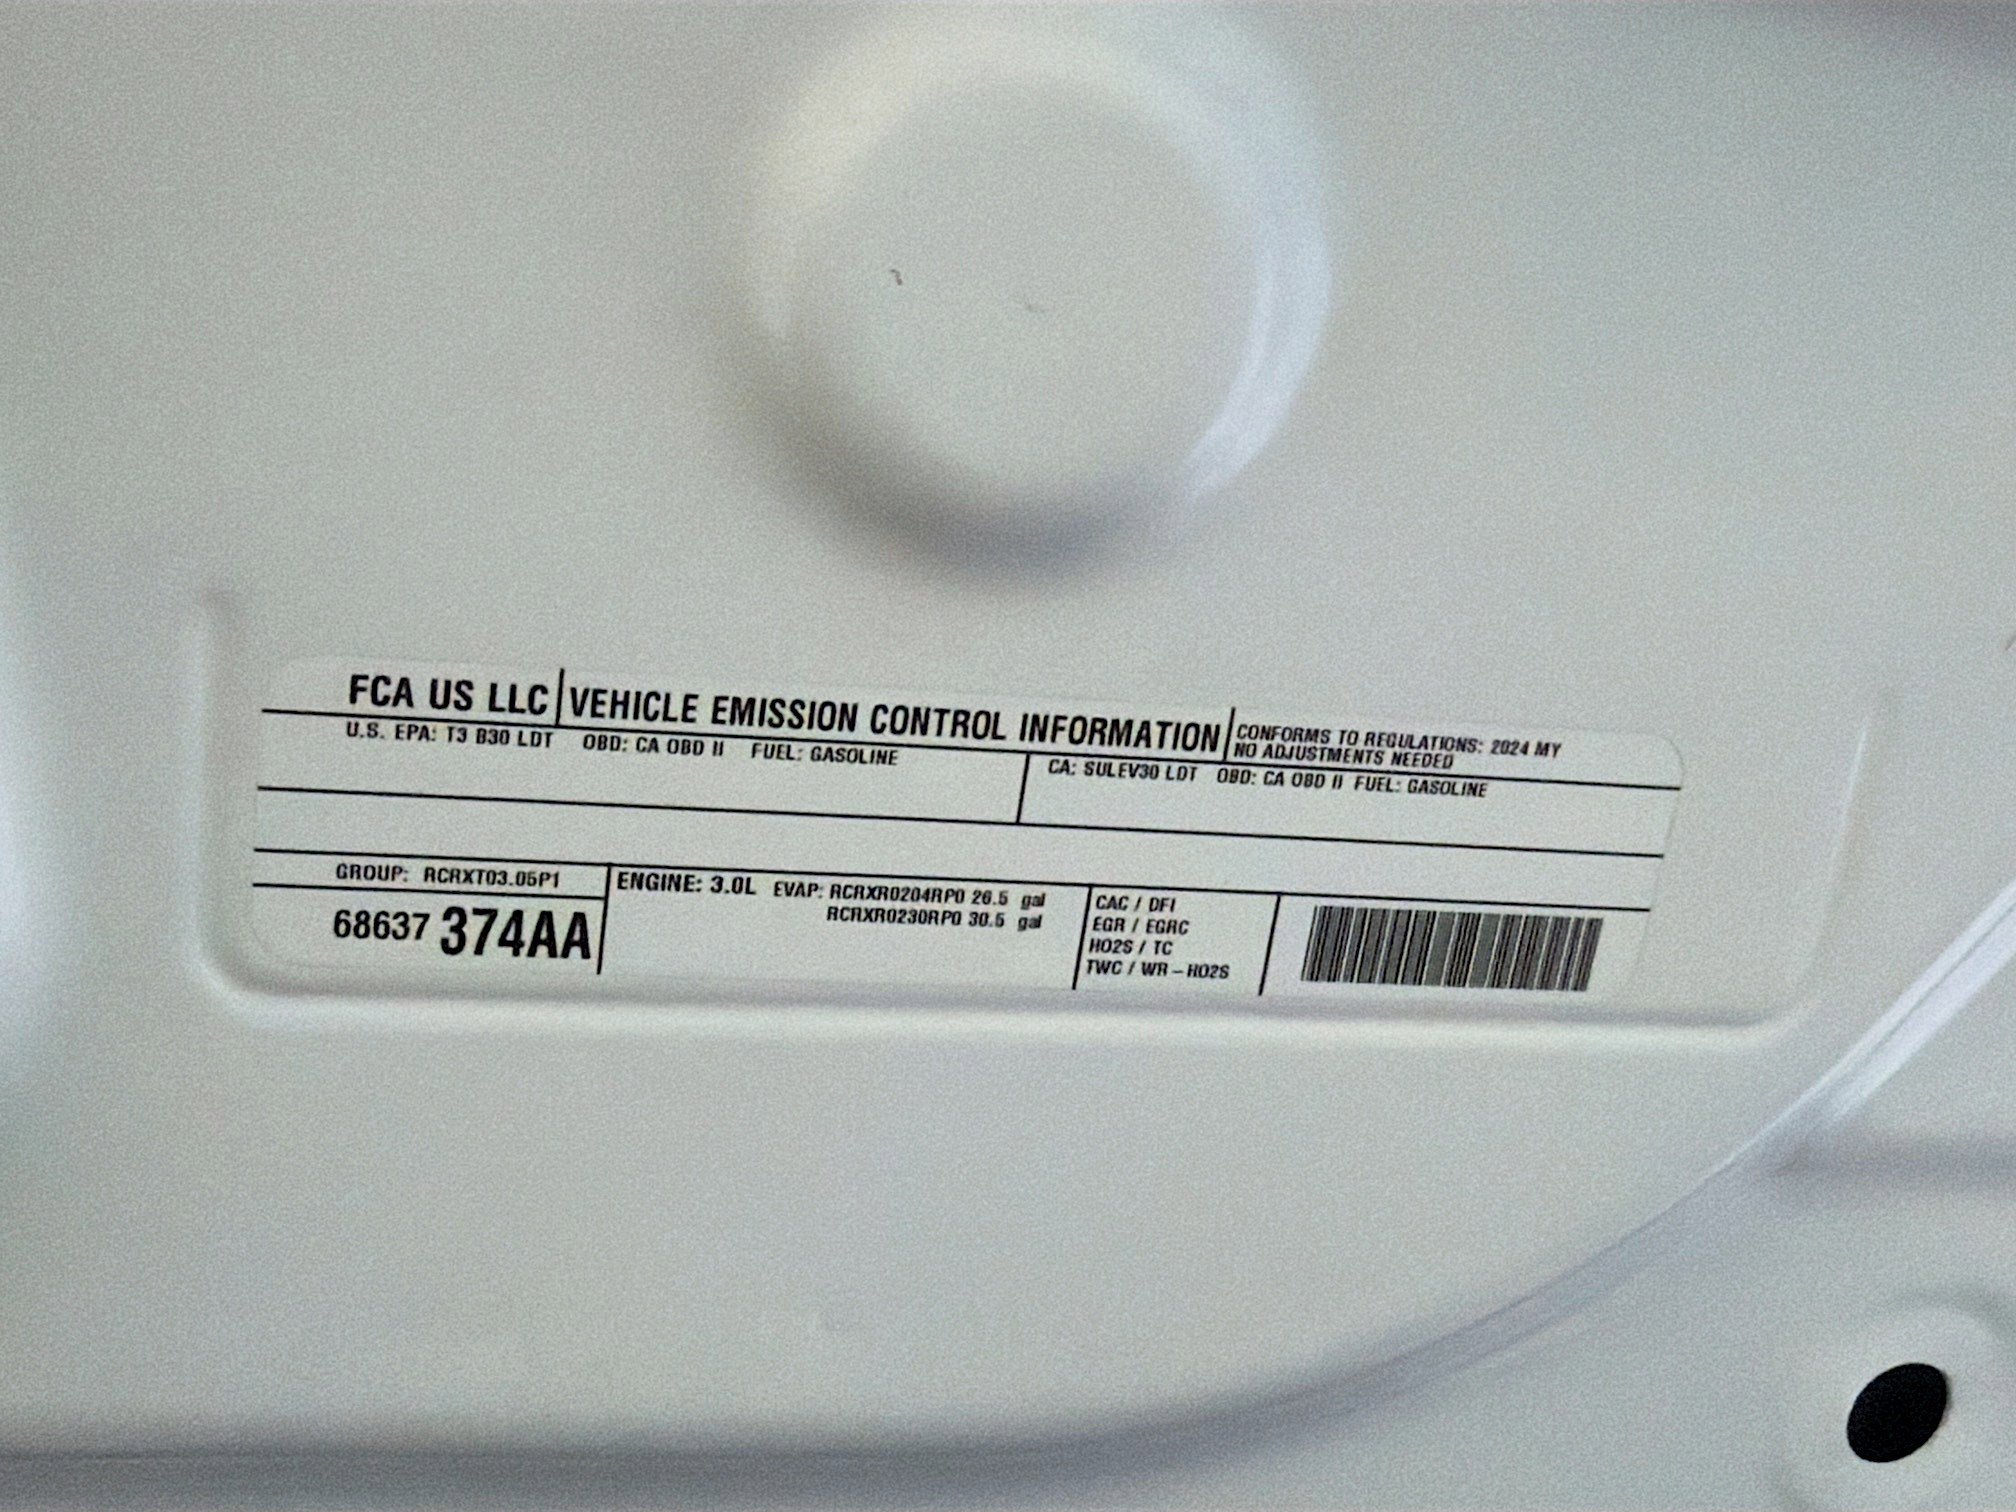 FCA US LLC VEHICLE EMISSION CONTROL INFORMATION
CONFORMS TO REGULATIONS: 2024 MY
NO ADJUSTMENTS NEEDED
U.S. EPA: T3 B30 LDT OBD: CA OBD II FUEL: GASOLINE
CA: SULEV30 LDT OBD: CA OBD II FUEL: GASOLINE
GROUP: RCRXT03.05P1
68637 374AA
ENGINE: 3.0L EVAP: RCRXR0204RP0 26.5 gal
RCRXR0230RP0 30.5 gal
CAC / DFI
EGR / EGRC
HO2S / TC
TWC / WR-HO2S